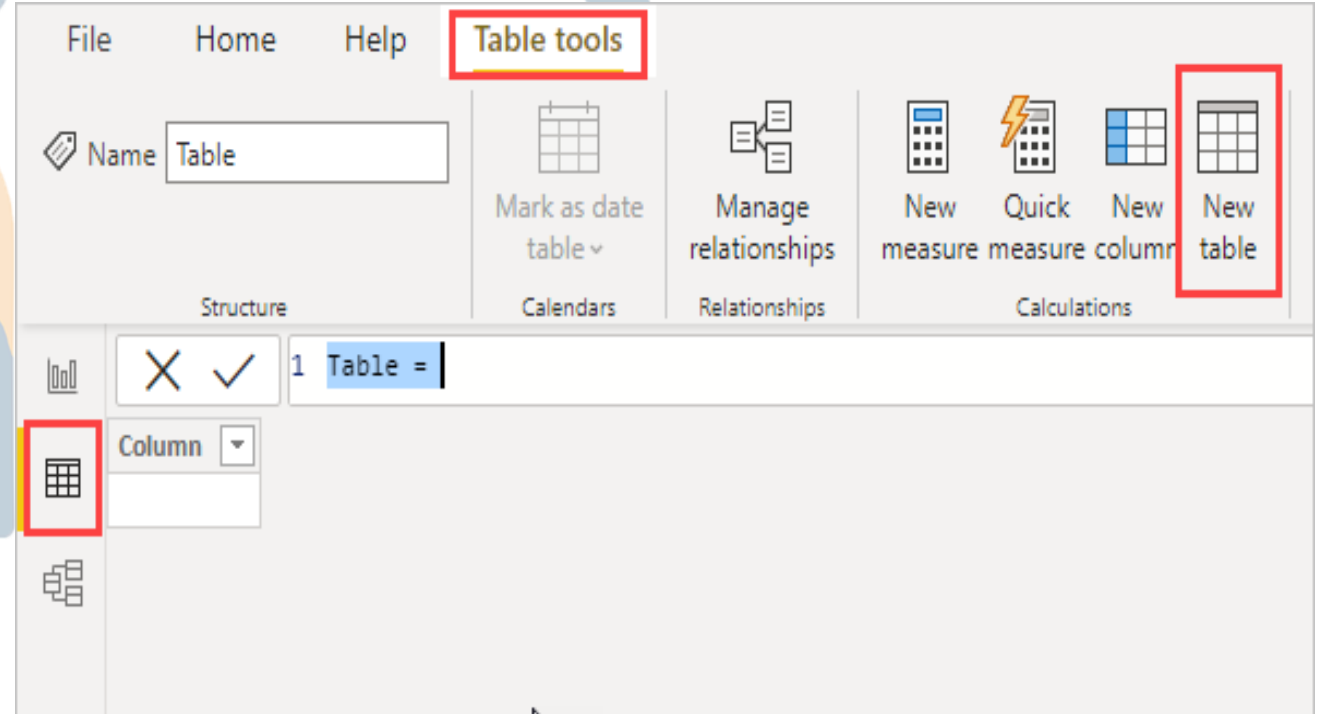 File Home Help Table tools
Name Table
Mark as date
table
Manage
relationships
New
measure
Quick
measure
New
column
New
table
Structure
Calendars
Relationships
Calculations
1 Table =
Column